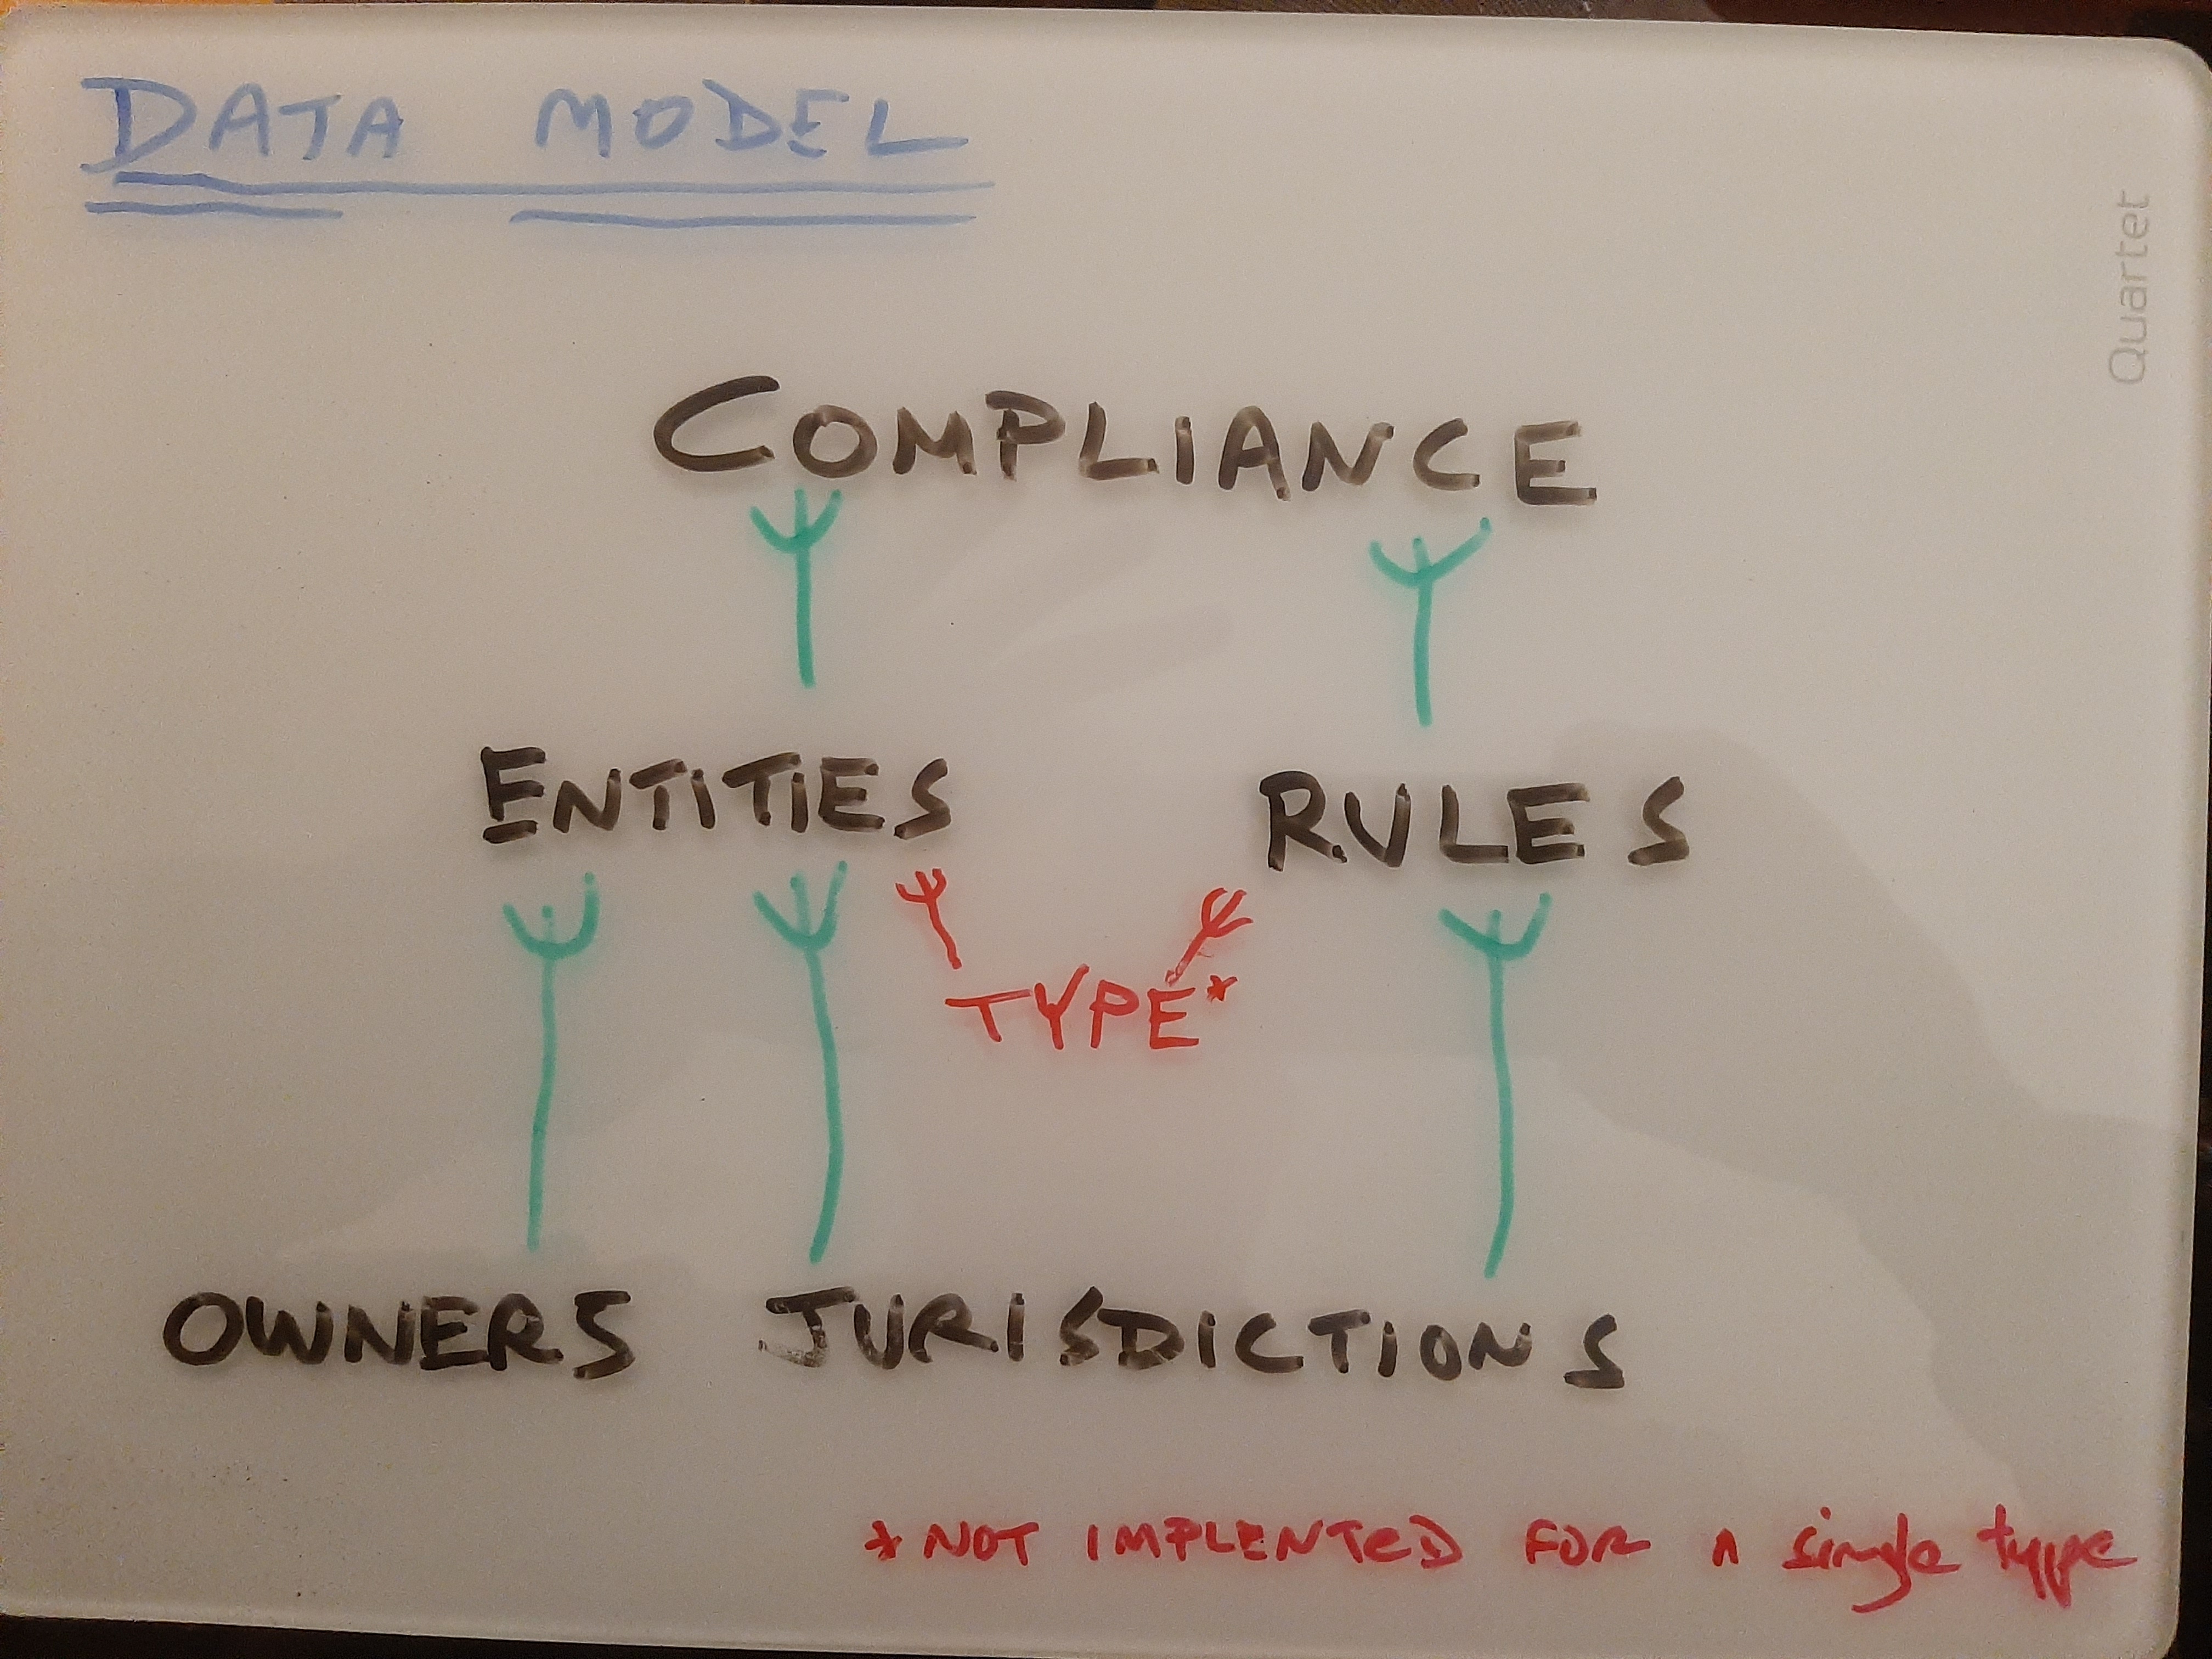 DATA MODEL
Quartet
COMPLIANCE
ENTITIES RULES
TYPE*
OWNERS JURISDICTIONS
*NOT IMPLENTED FOR A single type